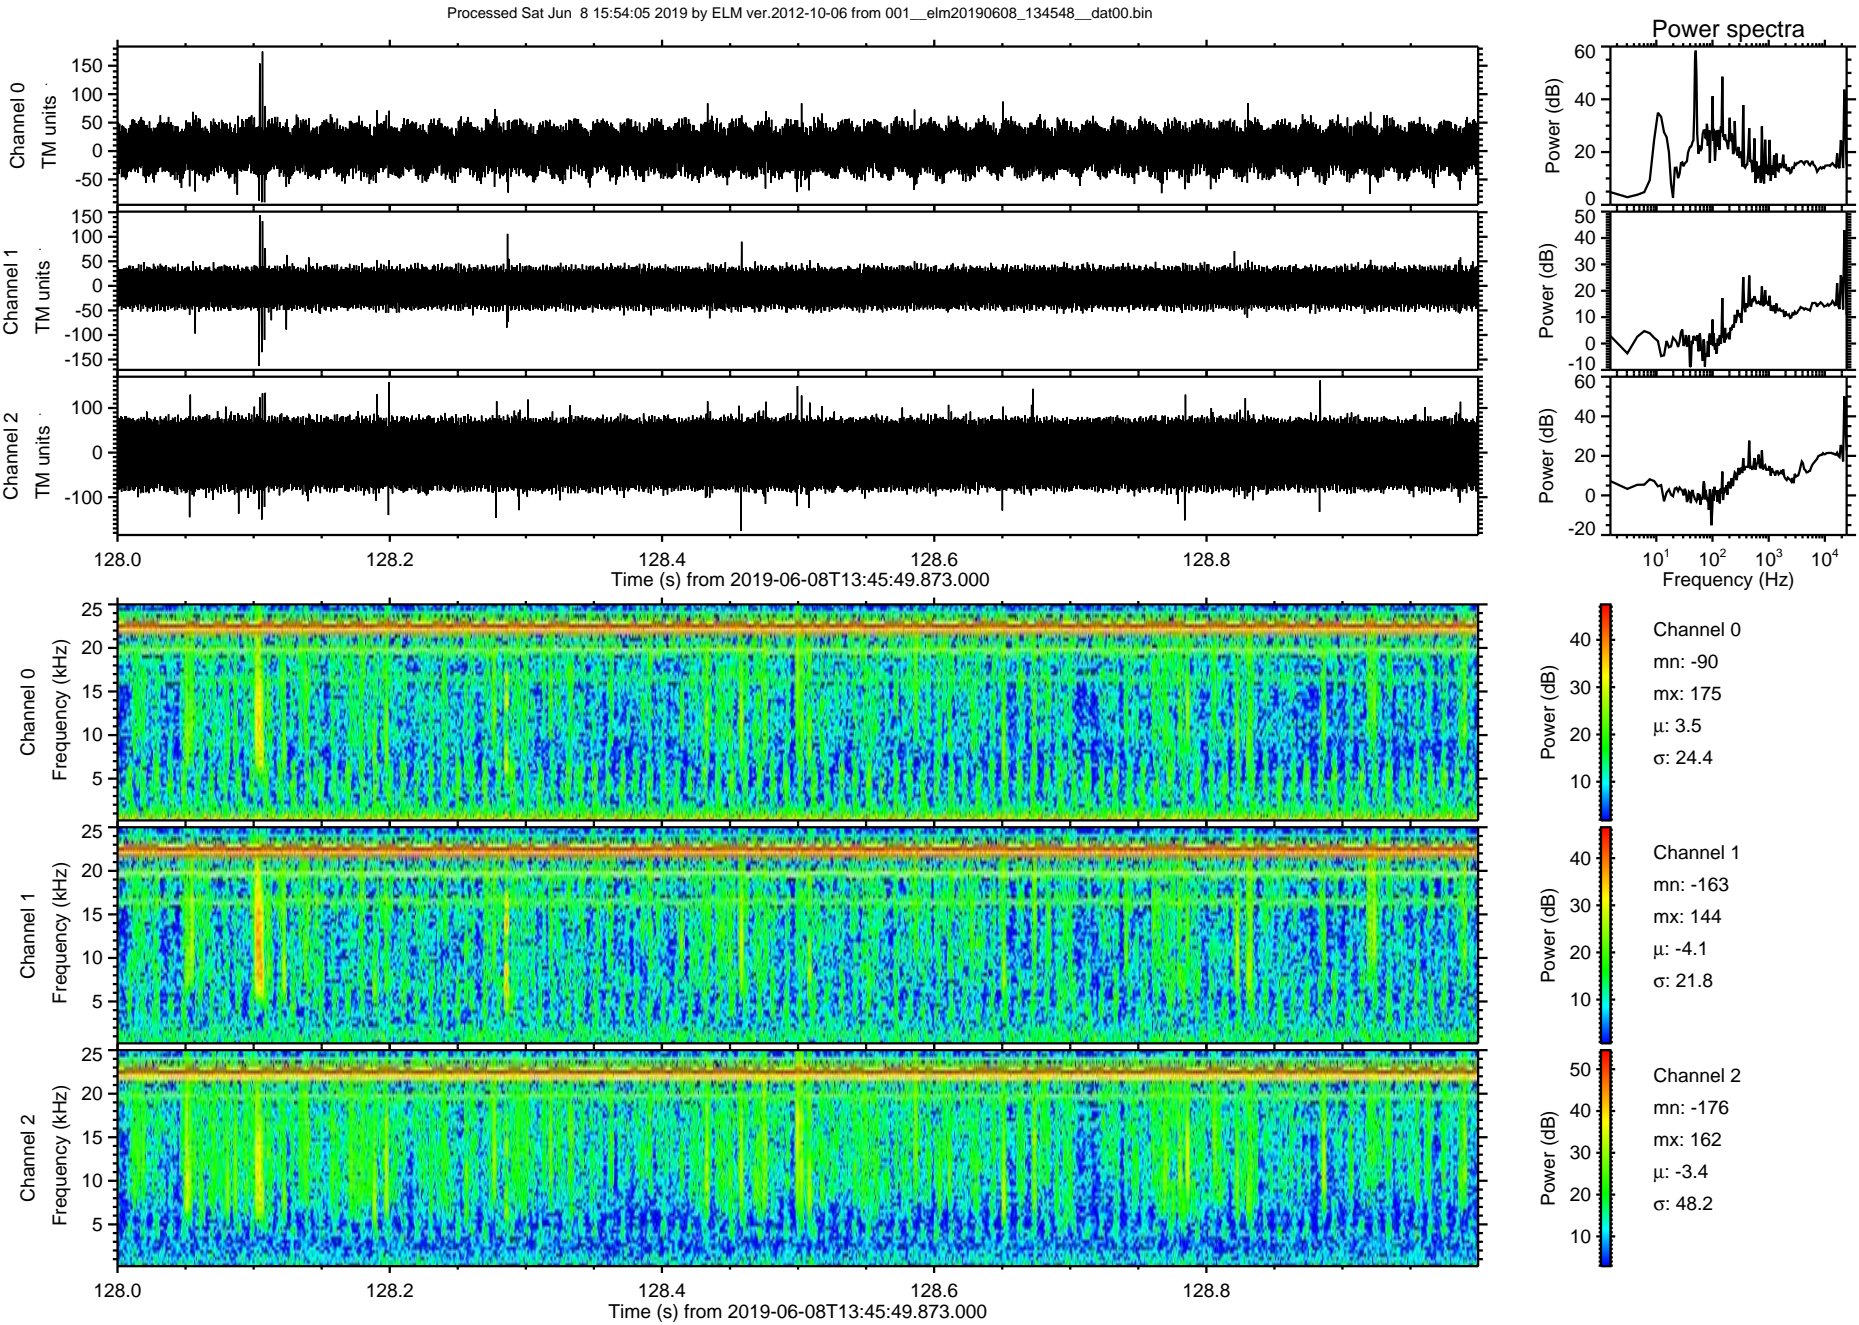 Processed Sat Jun  8 15:54:05 2019 by ELM ver.2012-10-06 from 001__elm20190608_134548__dat00.bin
Power spectra
Channel 0
TM units
150
100
50
0
-50
Power (dB)
60
40
20
0
Channel 1
TM units
150
100
50
0
-50
-100
-150
Power (dB)
50
40
30
20
10
0
-10
Channel 2
TM units
100
0
-100
Power (dB)
60
40
20
0
-20
128.0 128.2 128.4 128.6 128.8
Time (s) from 2019-06-08T13:45:49.873.000
10^1 10^2 10^3 10^4
Frequency (Hz)
Channel 0
Frequency (kHz)
25
20
15
10
5
Power (dB)
40
30
20
10
Channel 0
mn: -90
mx: 175
μ: 3.5
σ: 24.4
Channel 1
Frequency (kHz)
25
20
15
10
5
Power (dB)
40
30
20
10
Channel 1
mn: -163
mx: 144
μ: -4.1
σ: 21.8
Channel 2
Frequency (kHz)
25
20
15
10
5
Power (dB)
50
40
30
20
10
Channel 2
mn: -176
mx: 162
μ: -3.4
σ: 48.2
128.0 128.2 128.4 128.6 128.8
Time (s) from 2019-06-08T13:45:49.873.000